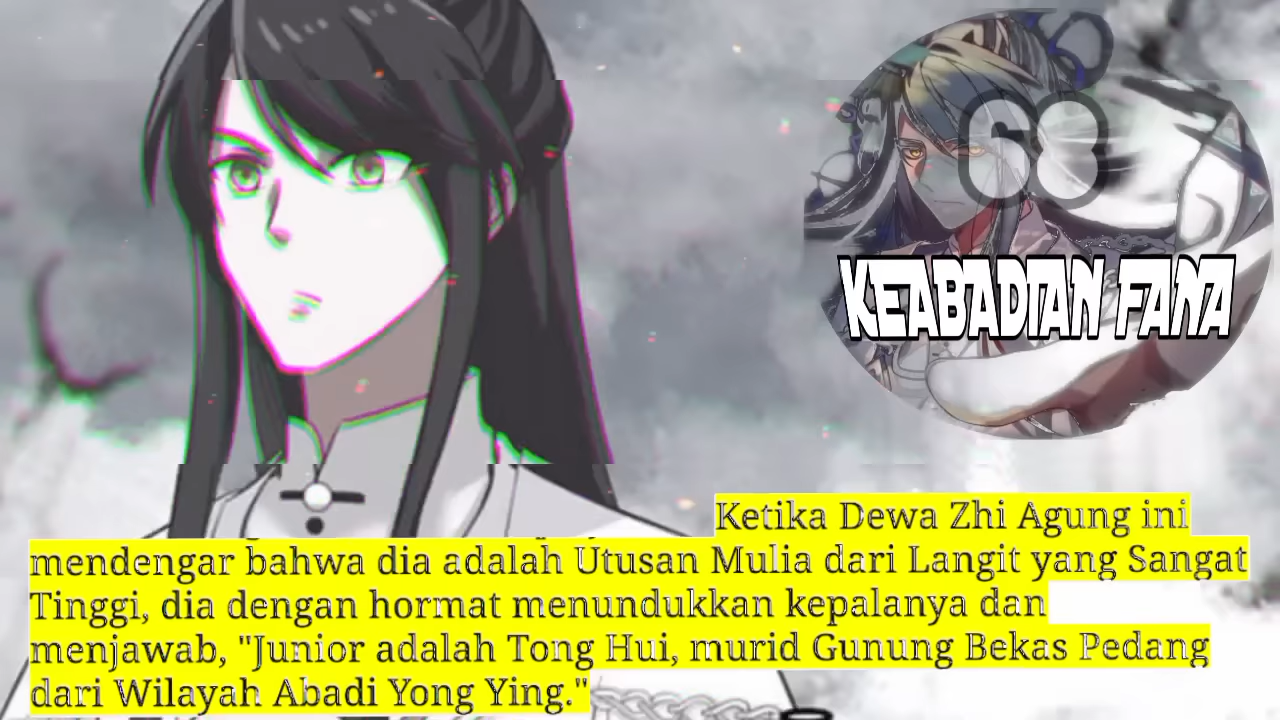 68
KEABADIAN FANA
Ketika Dewa Zhi Agung ini
mendengar bahwa dia adalah Utusan Mulia dari Langit yang Sangat
Tinggi, dia dengan hormat menundukkan kepalanya dan
menjawab, "Junior adalah Tong Hui, murid Gunung Bekas Pedang
dari Wilayah Abadi Yong Ying."